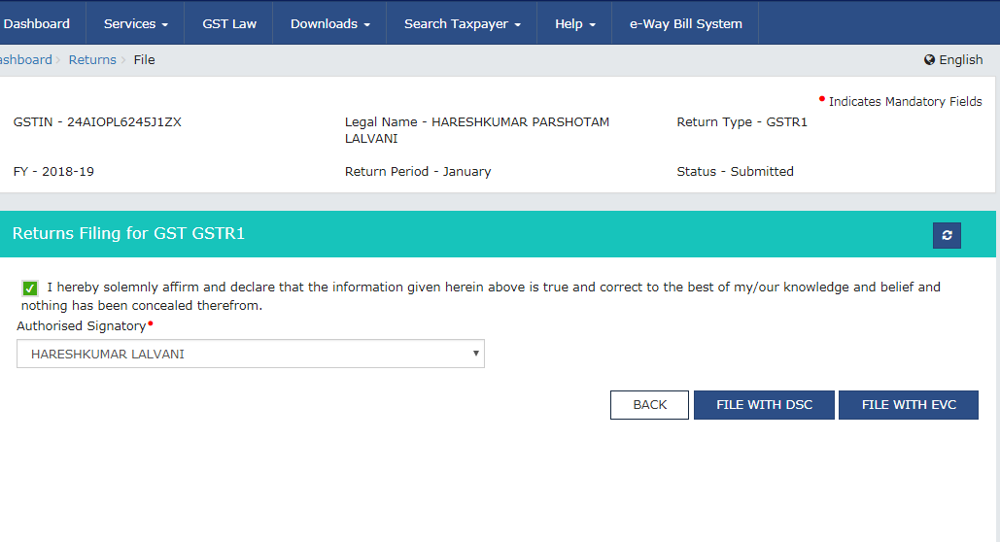 Dashboard Services GST Law Downloads Search Taxpayer Help e-Way Bill System
ashboard Returns File English
• Indicates Mandatory Fields
GSTIN - 24AIOPL6245J1ZX Legal Name - HARESHKUMAR PARSHOTAM Return Type - GSTR1
LALVANI
FY - 2018-19 Return Period - January Status - Submitted
Returns Filing for GST GSTR1
I hereby solemnly affirm and declare that the information given herein above is true and correct to the best of my/our knowledge and belief and
nothing has been concealed therefrom.
Authorised Signatory•
HARESHKUMAR LALVANI
BACK FILE WITH DSC FILE WITH EVC